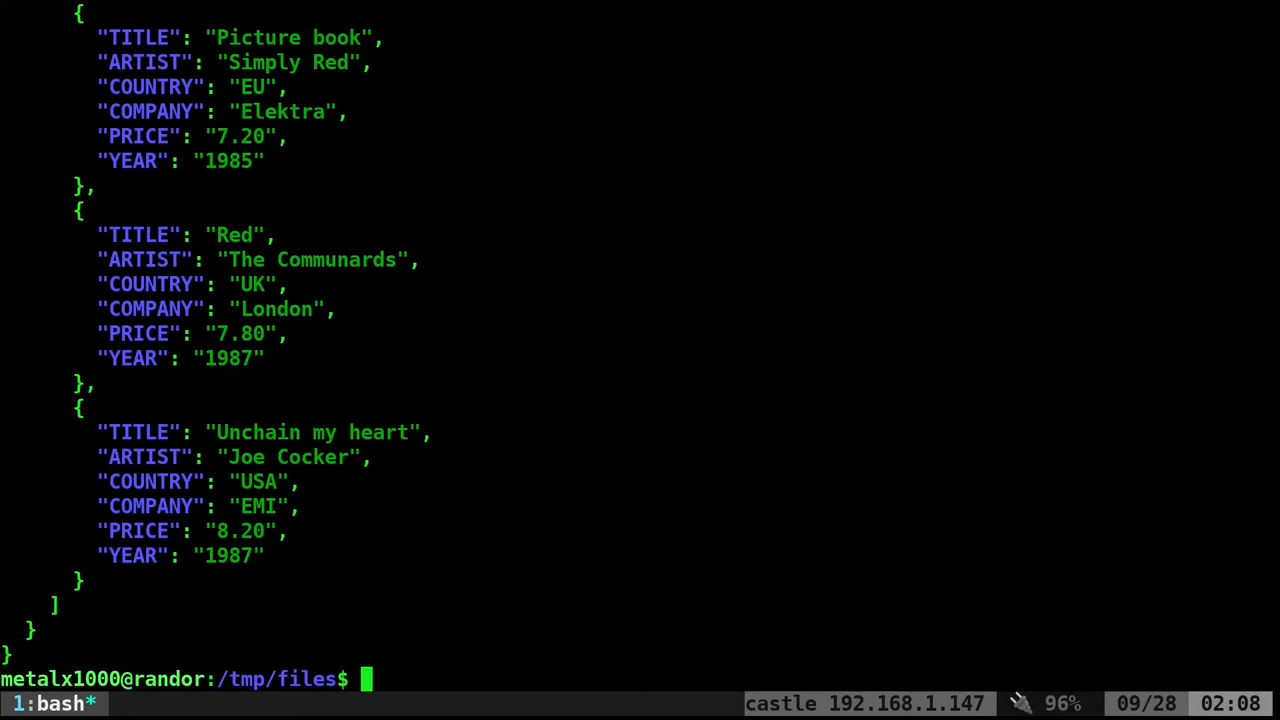 {
"TITLE": "Picture book",
"ARTIST": "Simply Red",
"COUNTRY": "EU",
"COMPANY": "Elektra",
"PRICE": "7.20",
"YEAR": "1985"
},
{
"TITLE": "Red",
"ARTIST": "The Communards",
"COUNTRY": "UK",
"COMPANY": "London",
"PRICE": "7.80",
"YEAR": "1987"
},
{
"TITLE": "Unchain my heart",
"ARTIST": "Joe Cocker",
"COUNTRY": "USA",
"COMPANY": "EMI",
"PRICE": "8.20",
"YEAR": "1987"
}
]
}
}
metalx1000@randor:/tmp/files$
1:bash* castle 192.168.1.147 96% 09/28 02:08